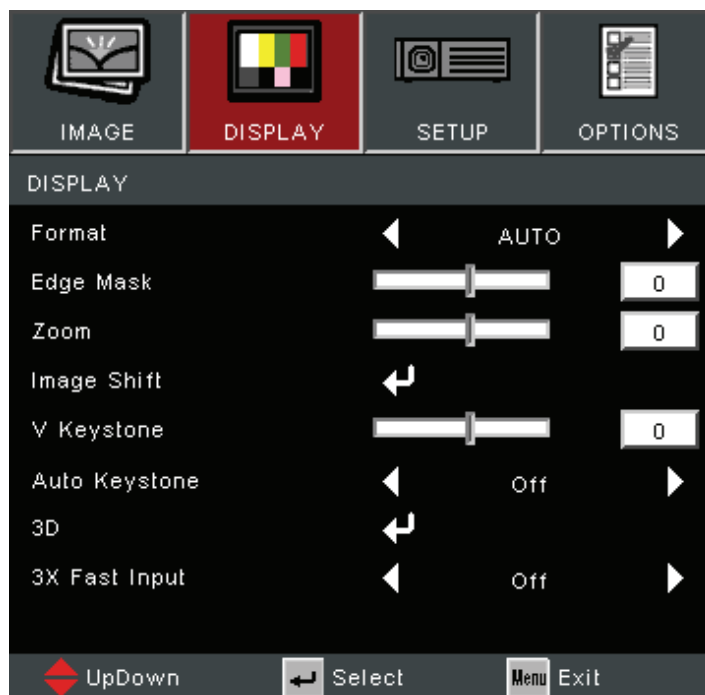 IMAGE DISPLAY SETUP OPTIONS
DISPLAY
Format AUTO
Edge Mask 0
Zoom 0
Image Shift
V Keystone 0
Auto Keystone Off
3D
3X Fast Input Off
UpDown Select Menu Exit